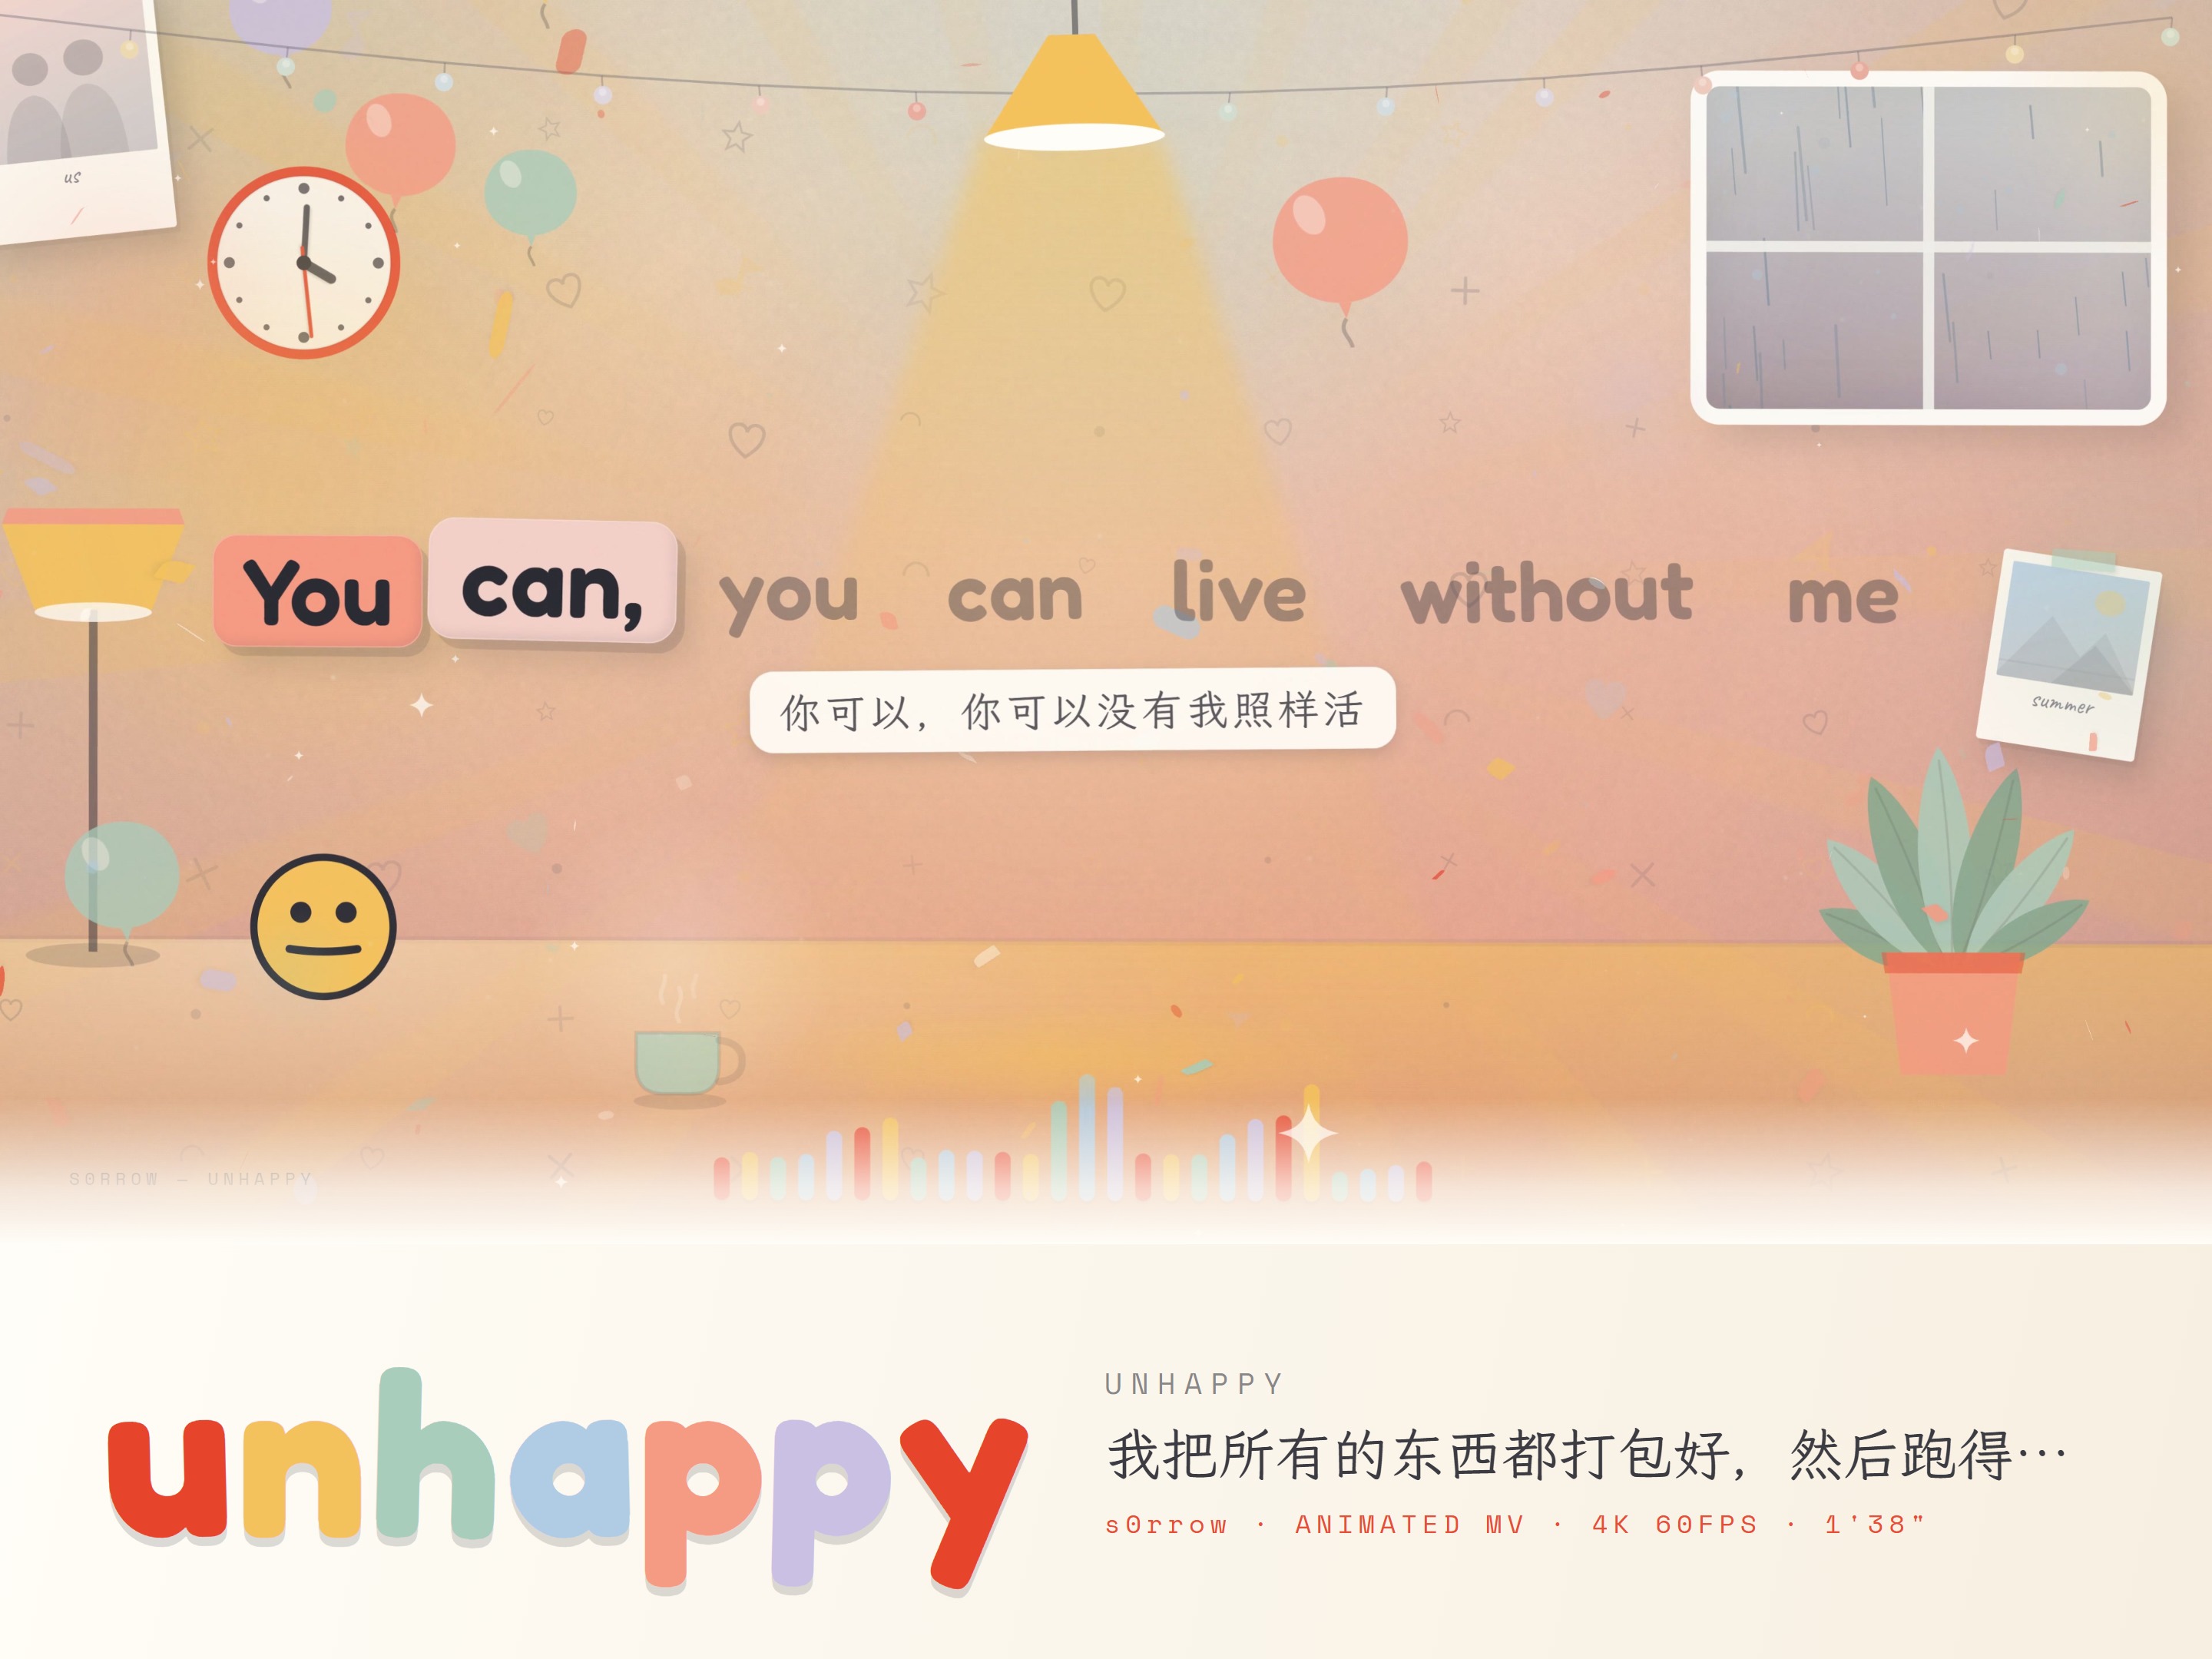 us
You can, you can live without me
你可以，你可以没有我照样活
summer
S0RROW — UNHAPPY
unhappy
UNHAPPY
我把所有的东西都打包好，然后跑得…
s0rrow · ANIMATED MV · 4K 60FPS · 1'38"